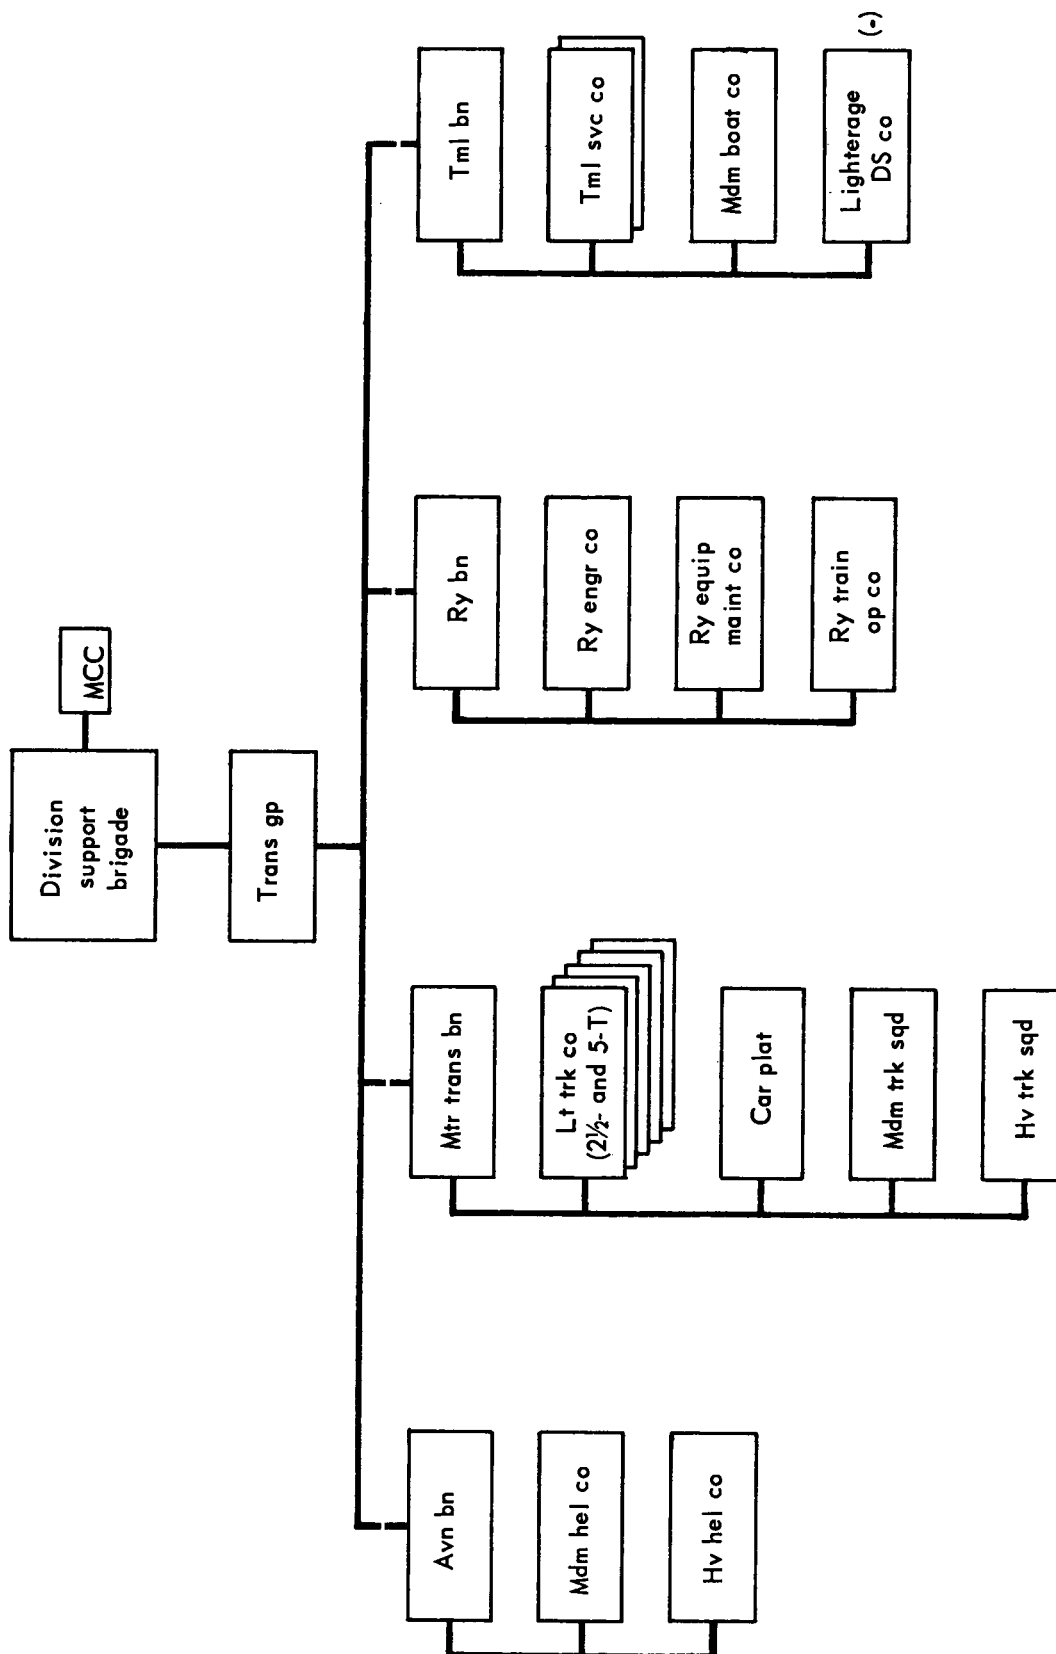 Division
support
brigade
MCC
Trans gp
Avn bn
Mdm hel co
Hv hel co
Mtr trans bn
Lt trk co
(2½- and 5-T)
Car plat
Mdm trk sqd
Hv trk sqd
Ry bn
Ry engr co
Ry equip
maint co
Ry train
op co
Tml bn
Tml svc co
Mdm boat co
Lighterage
DS co
(-)